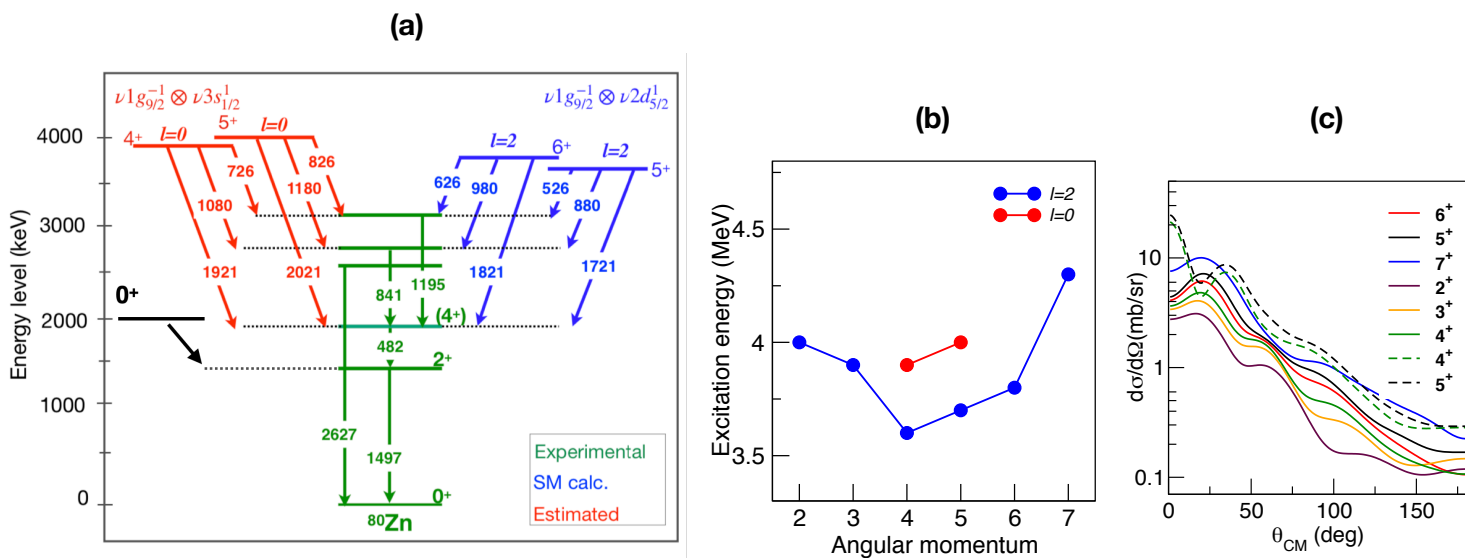 (a)
ν1g₉/₂⁻¹ ⊗ ν3s₁/₂¹
ν1g₉/₂⁻¹ ⊗ ν2d₅/₂¹
Energy level (keV)
4000
3000
2000
1000
0
4⁺
l=0
5⁺
l=0
l=2
6⁺
l=2
5⁺
726
826
1080
1180
1921
2021
626
980
526
880
1821
1721
0⁺
841
1195
(4⁺)
482
2⁺
2627
1497
0⁺
⁸⁰Zn
Experimental
SM calc.
Estimated
(b)
Excitation energy (MeV)
4.5
4
3.5
l=2
l=0
2 3 4 5 6 7
Angular momentum
(c)
dσ/dΩ(mb/sr)
10
1
0.1
6⁺
5⁺
7⁺
2⁺
3⁺
4⁺
4⁺
5⁺
0 50 100 150
θCM (deg)